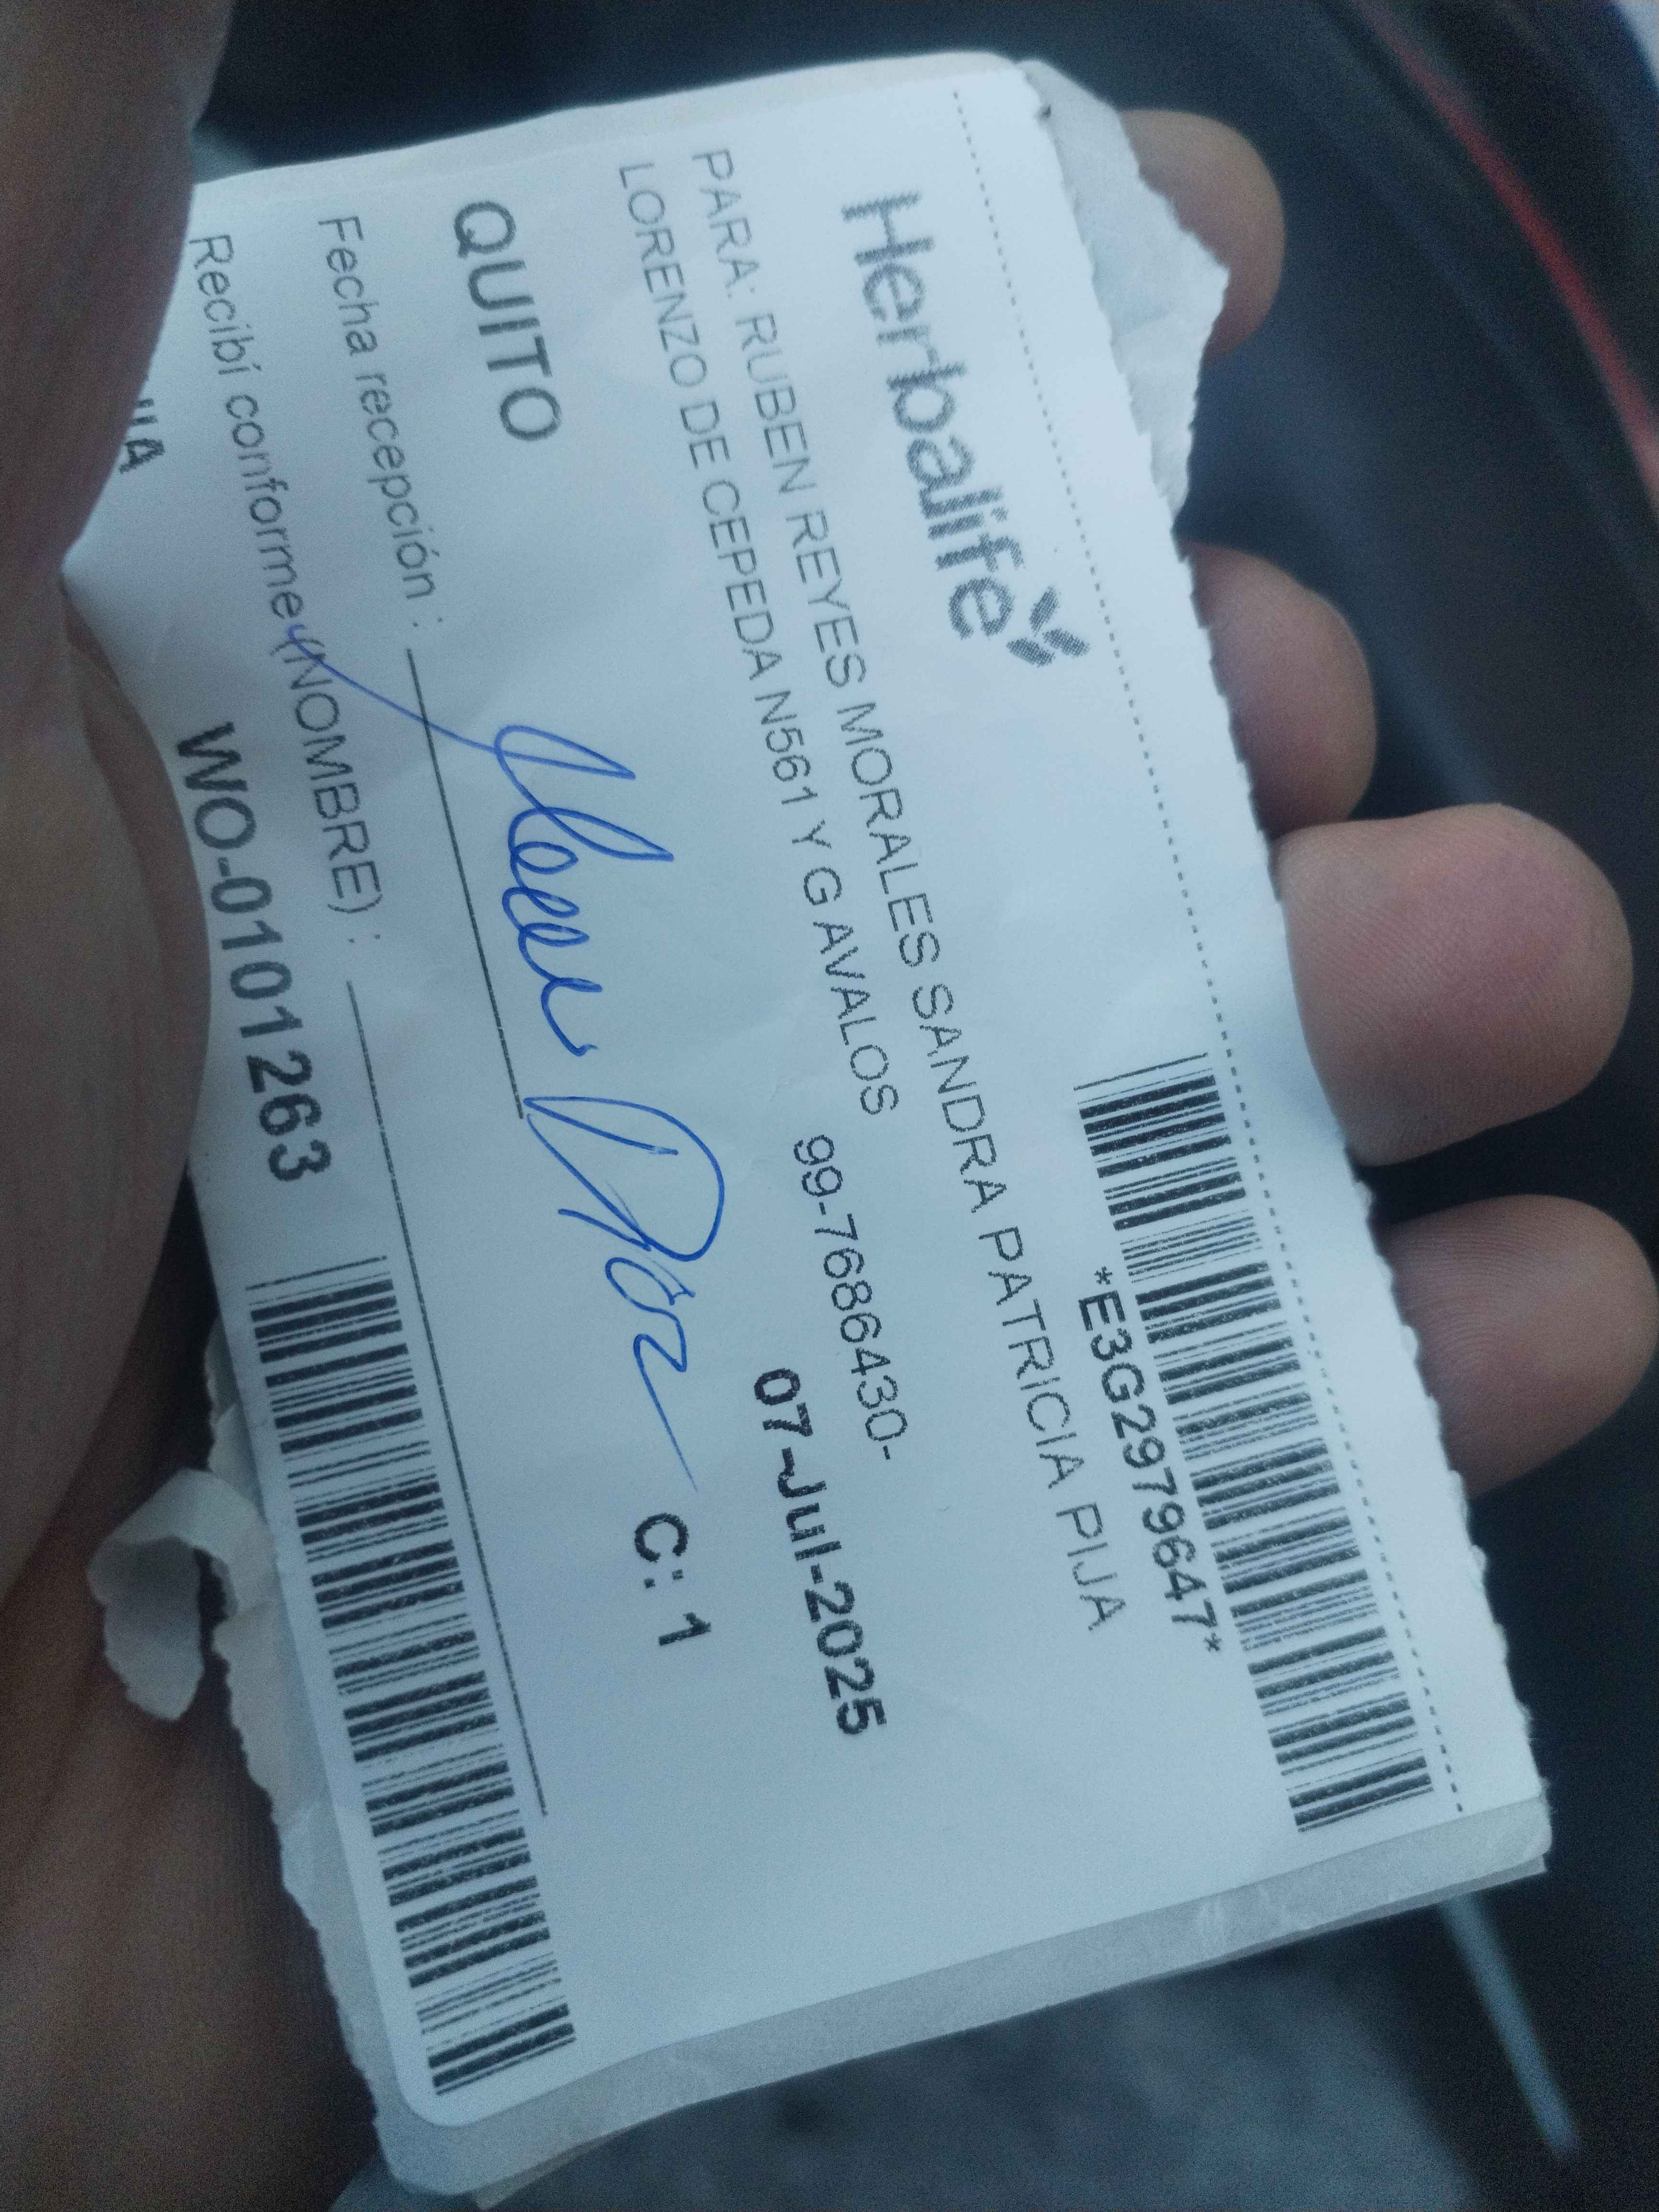 Herbalife
*E3G2979647*
PARA: RUBEN REYES MORALES SANDRA PATRICIA PIJA
LORENZO DE CEPEDA N561 Y G AVALOS 99-7686430-
QUITO 07-Jul-2025
Fecha recepción : C: 1
Recibí conforme (NOMBRE) :
WO-0101263